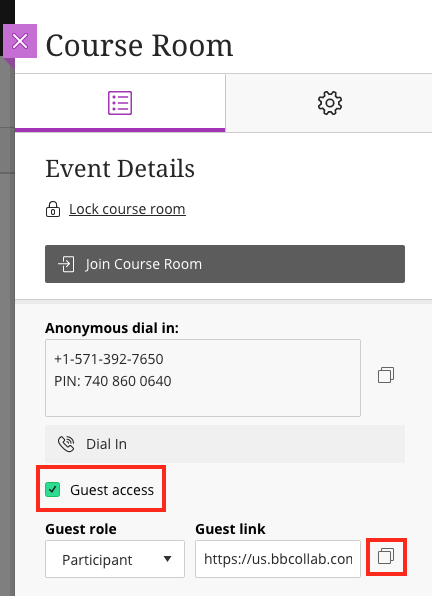 Course Room
Event Details
Lock course room
Join Course Room
Anonymous dial in:
+1-571-392-7650
PIN: 740 860 0640
Dial In
Guest access
Guest role Guest link
Participant https://us.bbcollab.con